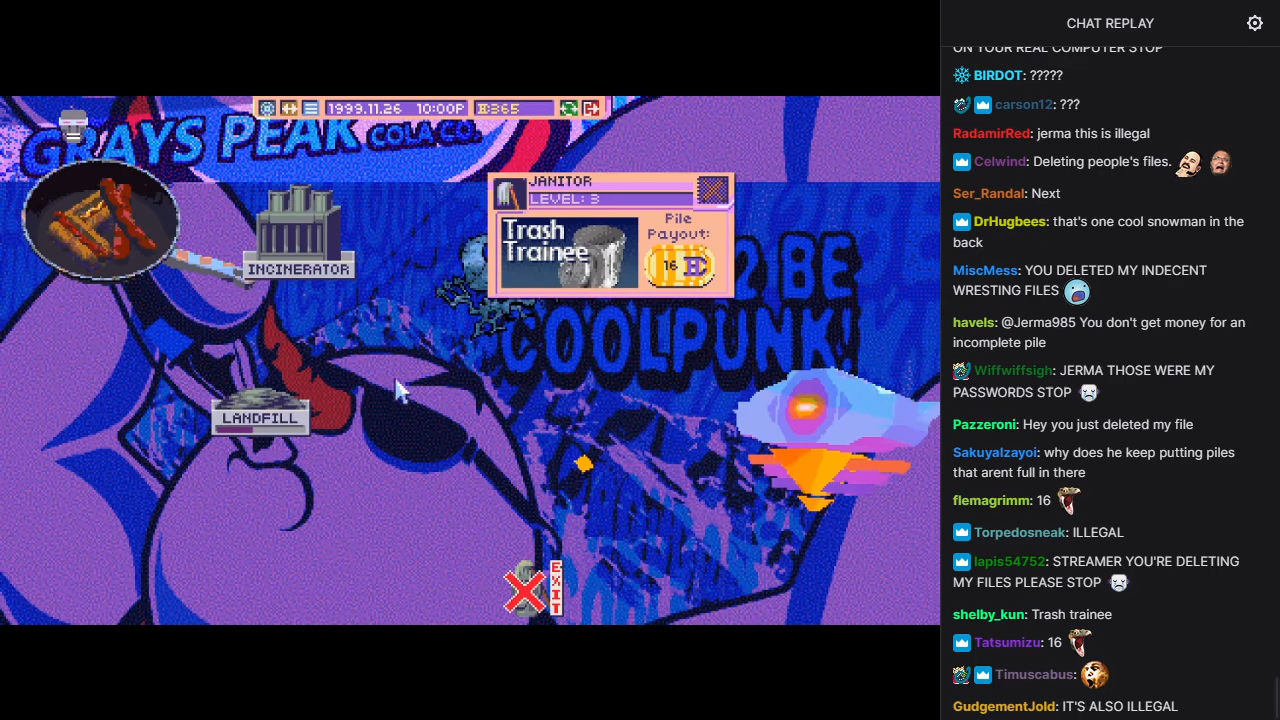 CHAT REPLAY
ON YOUR REAL COMPUTER STOP
BIRDOT: ?????
carson12: ???
RadamirRed: jerma this is illegal
Celwind: Deleting people's files.
Ser_Randal: Next
DrHugbees: that's one cool snowman in the
back
MiscMess: YOU DELETED MY INDECENT
WRESTING FILES
havels: @Jerma985 You don't get money for an
incomplete pile
Wiffwiffsigh: JERMA THOSE WERE MY
PASSWORDS STOP
Pazzeroni: Hey you just deleted my file
SakuyaIzayoi: why does he keep putting piles
that arent full in there
flemagrimm: 16
Torpedosneak: ILLEGAL
lapis54752: STREAMER YOU'RE DELETING
MY FILES PLEASE STOP
shelby_kun: Trash trainee
Tatsumizu: 16
Timuscabus:
GudgementJold: IT'S ALSO ILLEGAL
1999.11.26 10:00P 365
GRAYS PEAK COLA CO.
JANITOR
LEVEL: 3
Trash
Trainee
Pile
Payout:
16
INCINERATOR
2 BE
COOLPUNK!
LANDFILL
EXIT